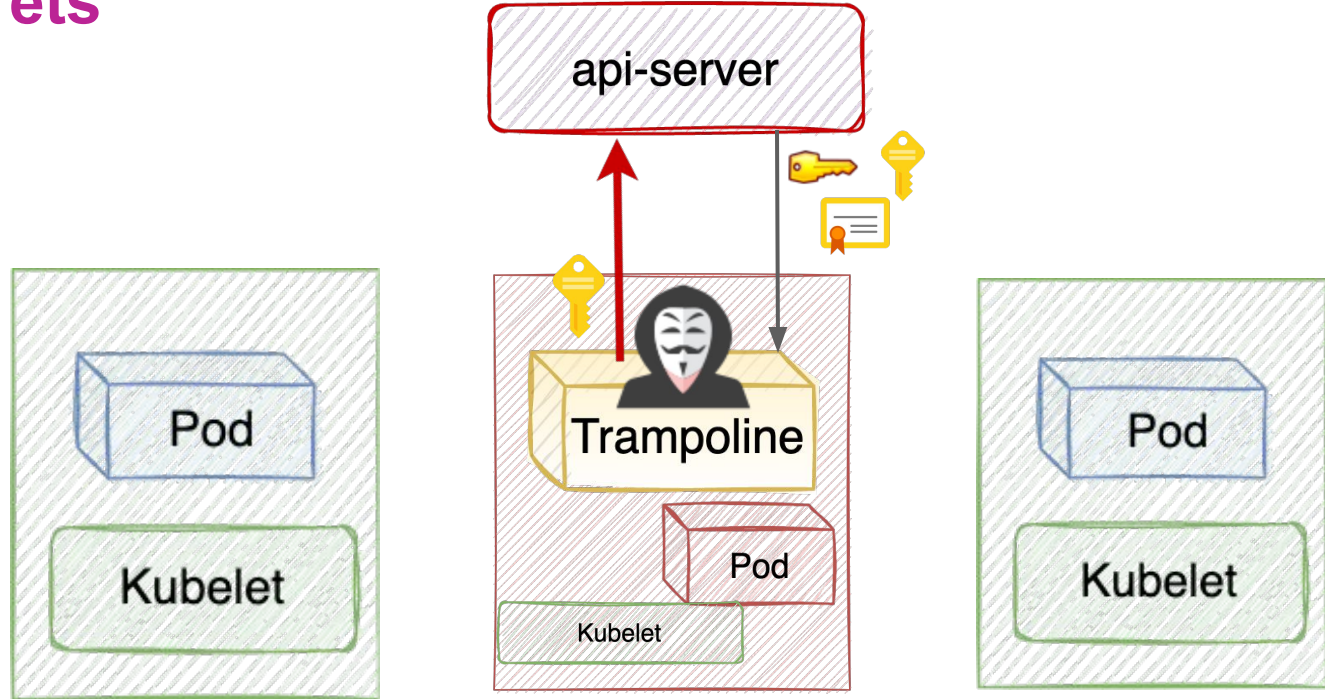 ets
api-server
Trampoline
Pod
Pod
Pod
Kubelet
Kubelet
Kubelet